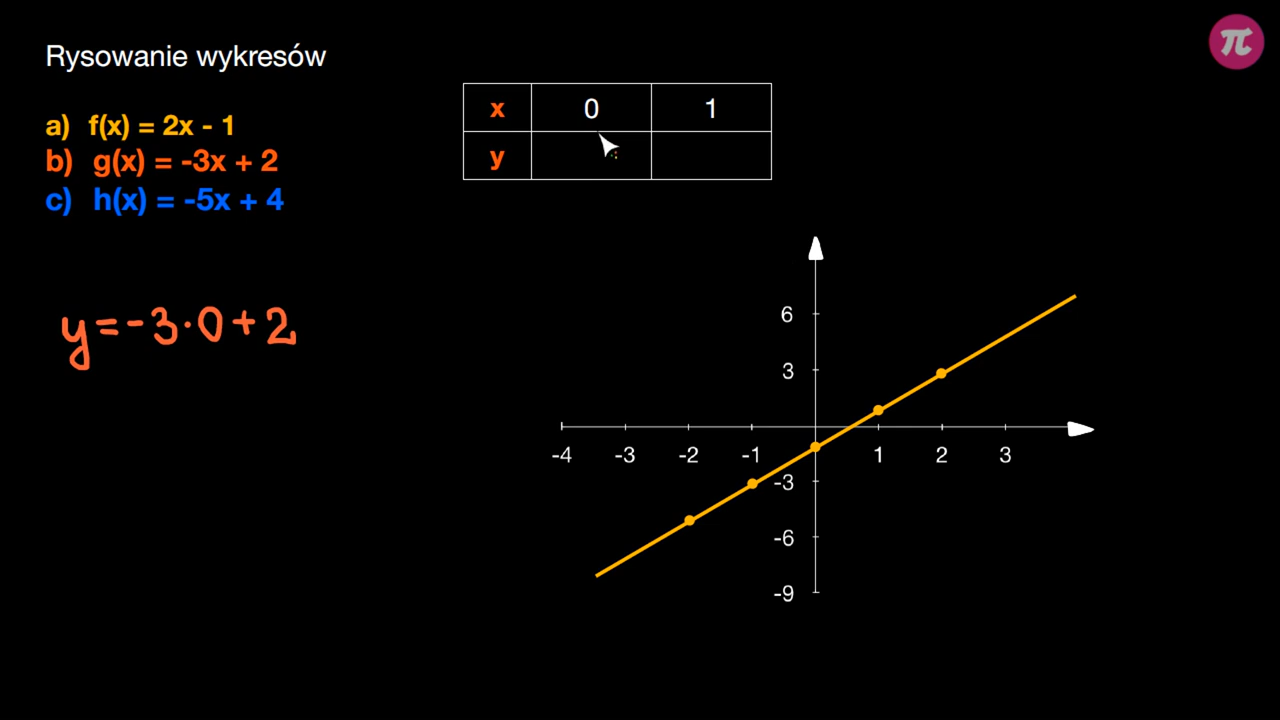 Rysowanie wykresów
a) f(x) = 2x - 1
b) g(x) = -3x + 2
c) h(x) = -5x + 4
y=-3·0+2
x 0 1
y
6
3
-4 -3 -2 -1 1 2 3
-3
-6
-9
π